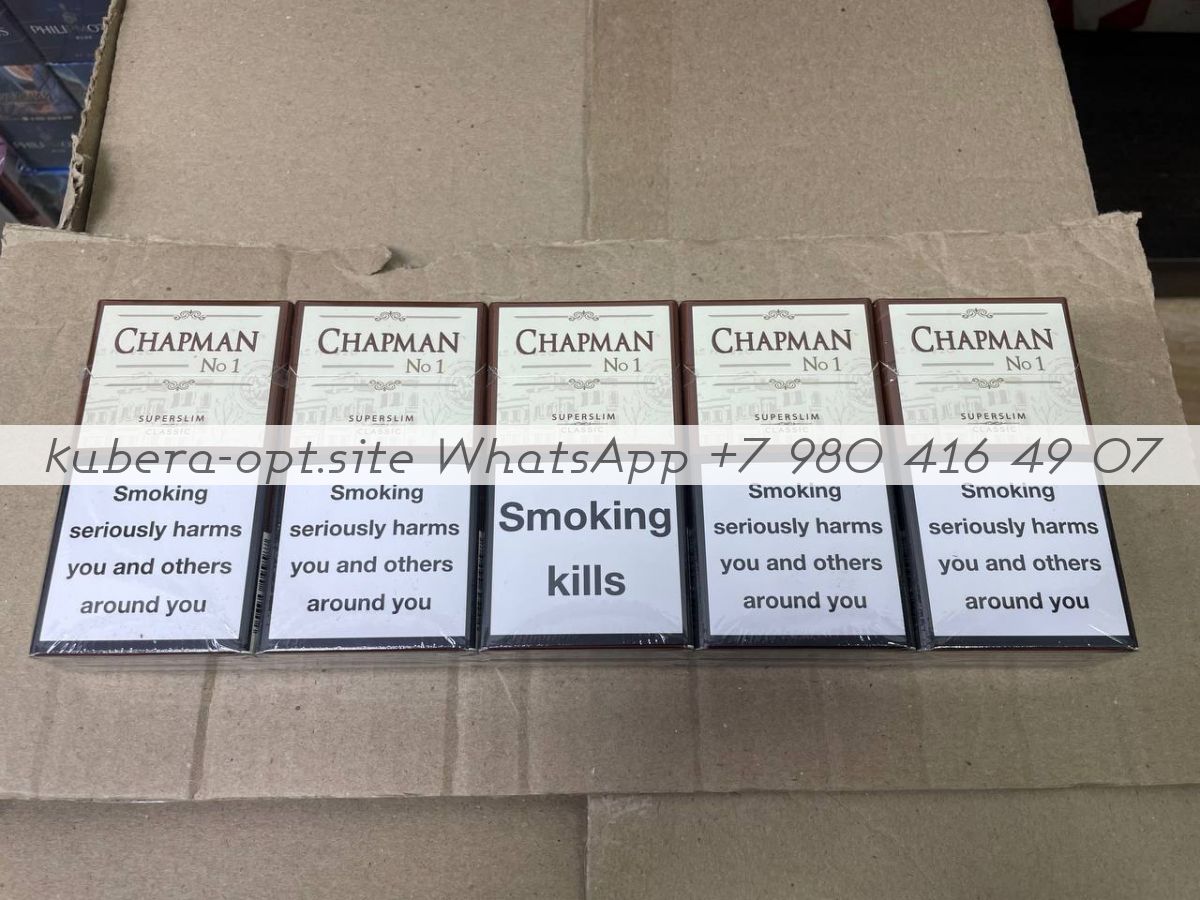 PHILI
CHAPMAN
No 1
SUPERSLIM
CLASSIC
CHAPMAN
No 1
SUPERSLIM
CLASSIC
CHAPMAN
No 1
SUPERSLIM
CLASSIC
CHAPMAN
No 1
SUPERSLIM
CLASSIC
CHAPMAN
No 1
SUPERSLIM
CLASSIC
kubera-opt.site WhatsApp +7 980 416 49 07
Smoking
seriously harms
you and others
around you
Smoking
seriously harms
you and others
around you
Smoking
kills
Smoking
seriously harms
you and others
around you
Smoking
seriously harms
you and others
around you